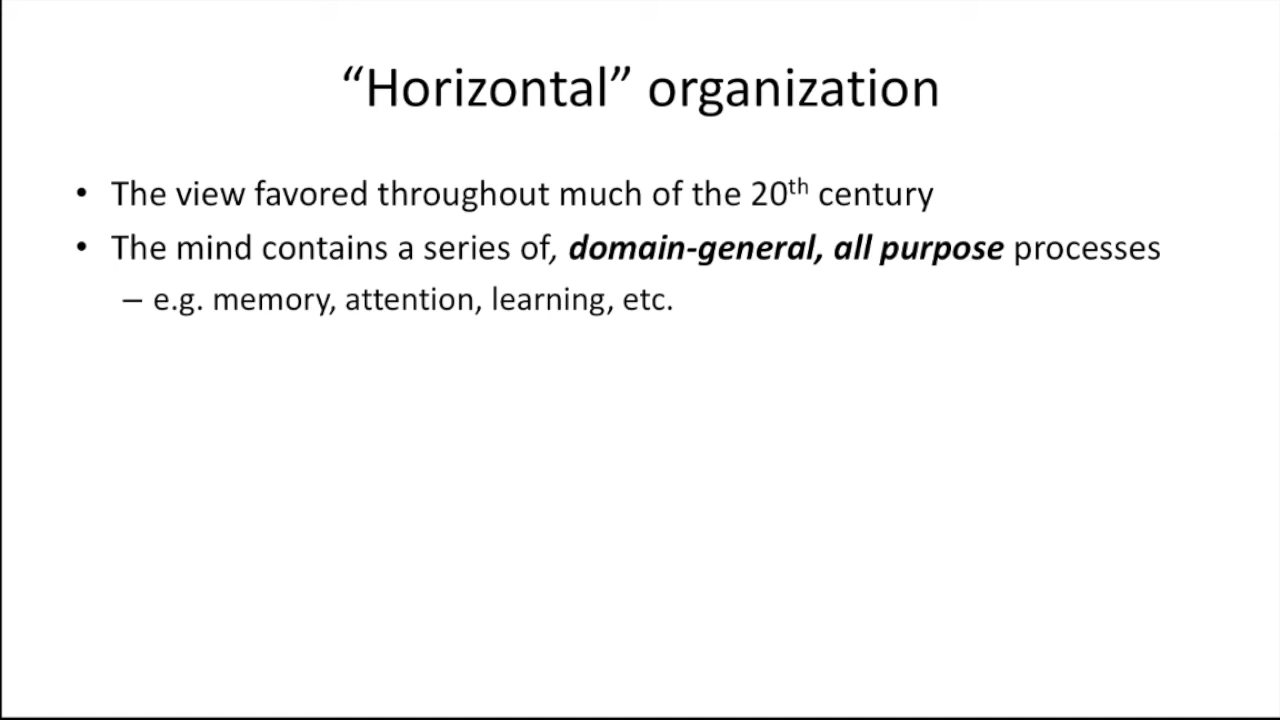 “Horizontal” organization
• The view favored throughout much of the 20th century
• The mind contains a series of, domain-general, all purpose processes
– e.g. memory, attention, learning, etc.